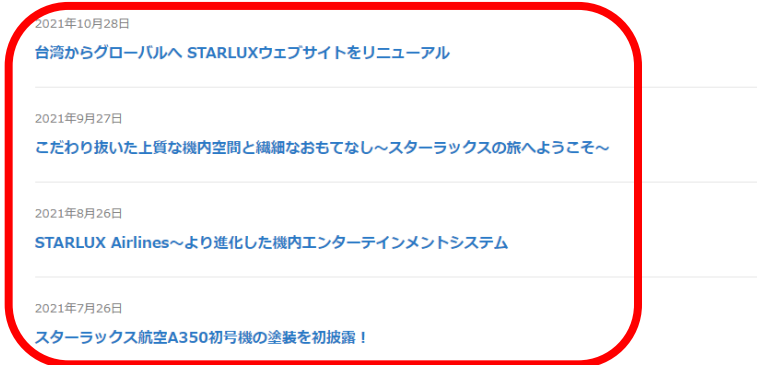 2021年10月28日
台湾からグローバルへ STARLUXウェブサイトをリニューアル
2021年9月27日
こだわり抜いた上質な機内空間と繊細なおもてなし～スターラックスの旅へようこそ～
2021年8月26日
STARLUX Airlines～より進化した機内エンターテインメントシステム
2021年7月26日
スターラックス航空A350初号機の塗装を初披露！